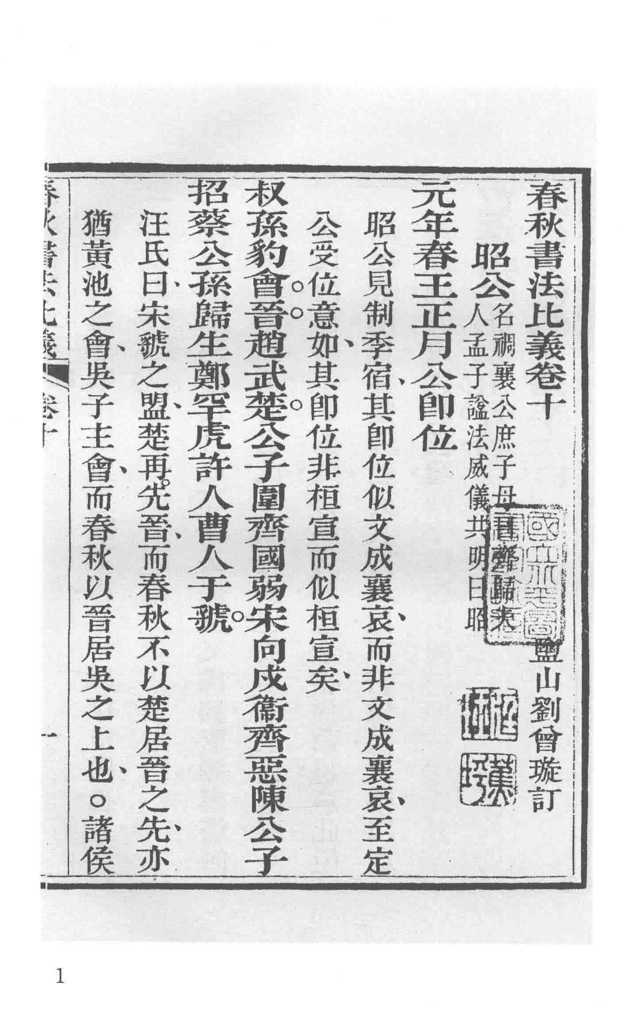 春秋書法比義卷十
鹽山劉曾璇訂
昭公
名裯襄公庶子母曰齊歸夫
人孟子諡法威儀共明曰昭
元年春王正月公卽位
昭公見制季宿、其卽位似文成襄哀、而非文成襄哀、至定
公受位意如、其卽位非桓宣而似桓宣矣、
叔孫豹會晉趙武楚公子圍齊國弱宋向戌衞齊惡陳公子
招蔡公孫歸生鄭罕虎許人曹人于虢。
汪氏曰、宋虢之盟、楚再先晉、而春秋不以楚居晉之先、亦
猶黃池之會、吳子主會、而春秋以晉居吳之上也、○諸侯
春秋書法比義
卷十
一
1